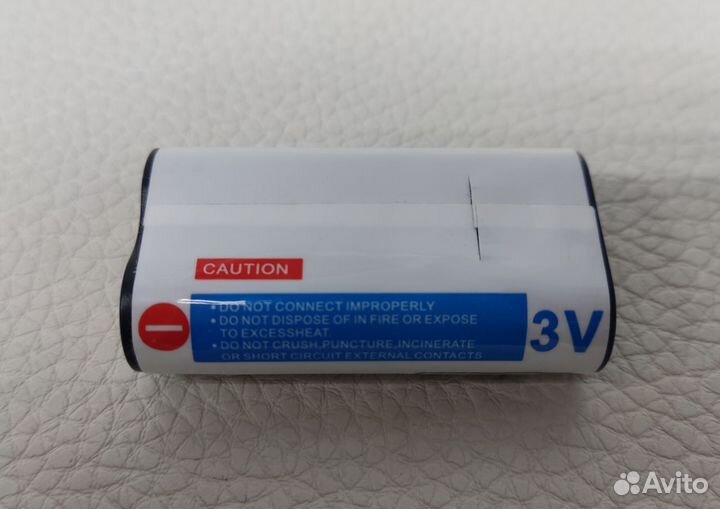 CAUTION
• DO NOT CONNECT IMPROPERLY
• DO NOT DISPOSE OF IN FIRE OR EXPOSE
TO EXCESSHEAT
• DO NOT CRUSH,PUNCTURE,INCINERATE
OR SHORT CIRCUIT EXTERNAL CONTACTS
3V
Avito